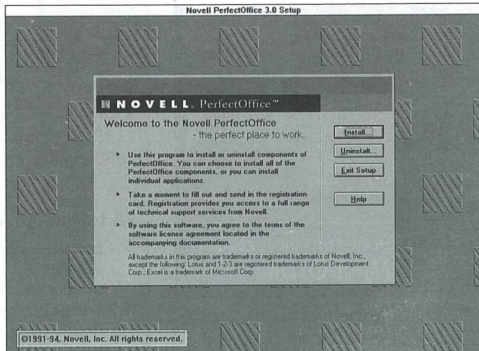 Novell PerfectOffice 3.0 Setup
NOVELL® PerfectOffice™
Welcome to the Novell PerfectOffice
- the perfect place to work.
Use this program to install or uninstall components of
PerfectOffice. You can choose to install all of the
PerfectOffice components, or you can install
individual applications.
Take a moment to fill out and send in the registration
card. Registration provides you access to a full range
of technical support services from Novell.
By using this software, you agree to the terms of the
software license agreement located in the
accompanying documentation.
All trademarks in this program are trademarks or registered trademarks of Novell, Inc.,
except the following: Lotus and 1-2-3 are registered trademarks of Lotus Development
Corp.; Excel is a trademark of Microsoft Corp.
Install...
Uninstall...
Exit Setup
Help
©1991-94, Novell, Inc. All rights reserved.